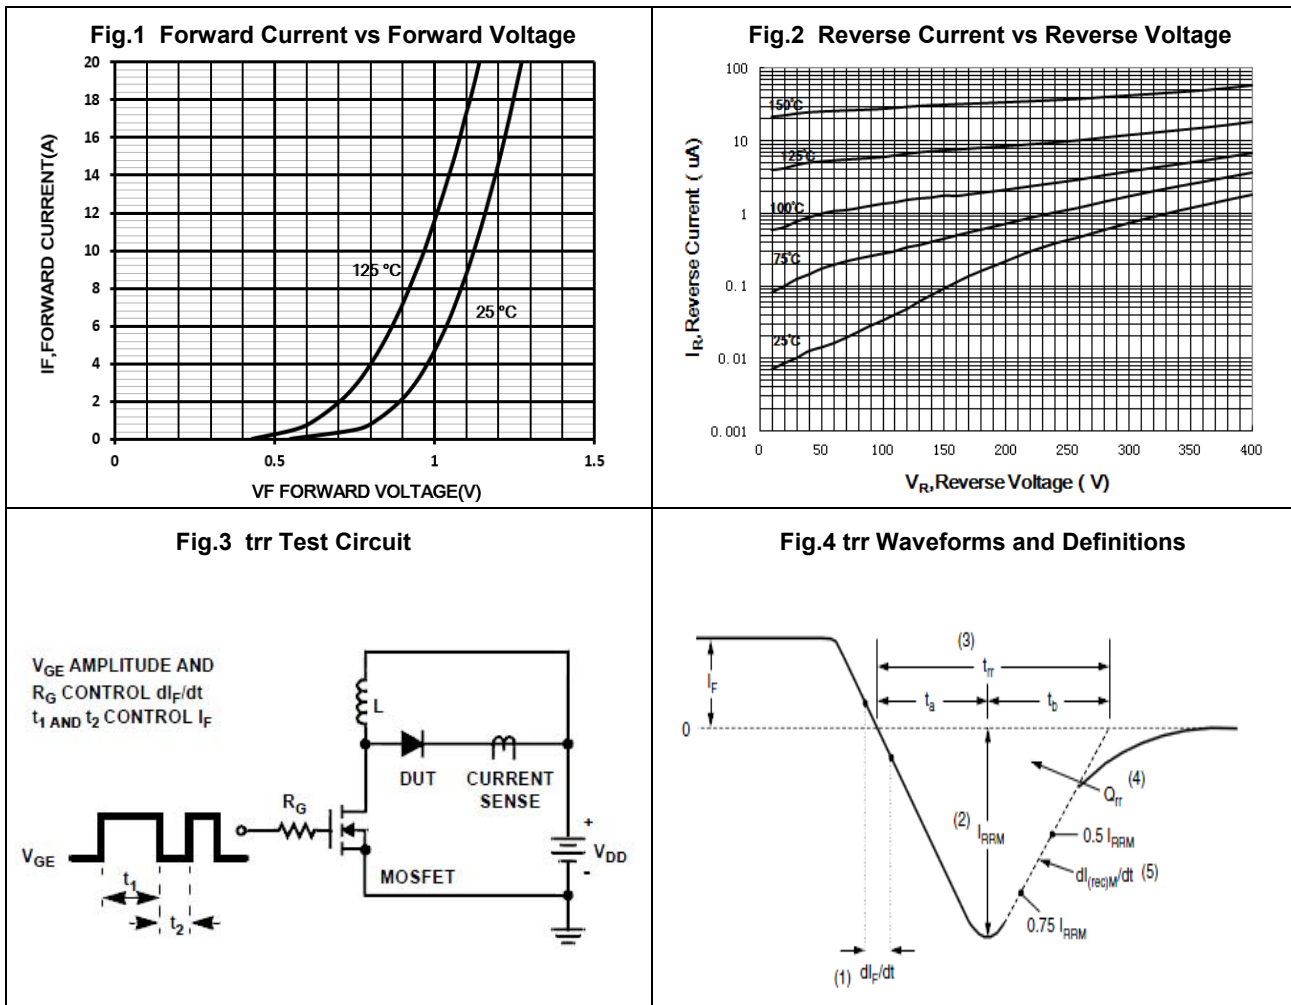 Fig.1  Forward Current vs Forward Voltage
IF,FORWARD CURRENT(A)
20
18
16
14
12
10
8
6
4
2
0
125 ºC
25 ºC
0
0.5
1
1.5
VF FORWARD VOLTAGE(V)
Fig.2  Reverse Current vs Reverse Voltage
IR,Reverse Current ( uA)
100
10
1
0.1
0.01
0.001
150℃
125℃
100℃
75℃
25℃
0
50
100
150
200
250
300
350
400
VR,Reverse Voltage ( V)
Fig.3  trr Test Circuit
VGE AMPLITUDE AND
RG CONTROL dIF/dt
t1 AND t2 CONTROL IF
L
DUT
CURRENT
SENSE
RG
+
VDD
-
VGE
MOSFET
t1
t2
Fig.4 trr Waveforms and Definitions
(3)
trr
IF
ta
tb
0
Qrr (4)
(2) IRRM
0.5 IRRM
dI(rec)M/dt (5)
0.75 IRRM
(1) dIF/dt